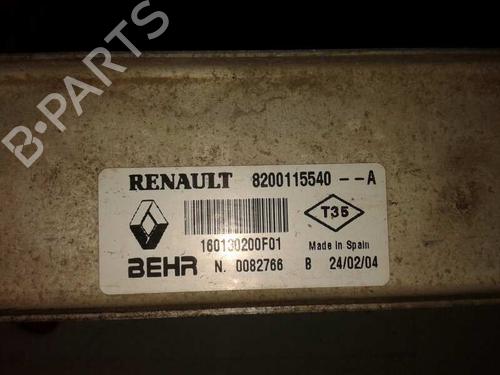 B-PARTS
RENAULT 8200115540 --A
T35
160130200F01 Made in Spain
BEHR N. 0082766 B 24/02/04